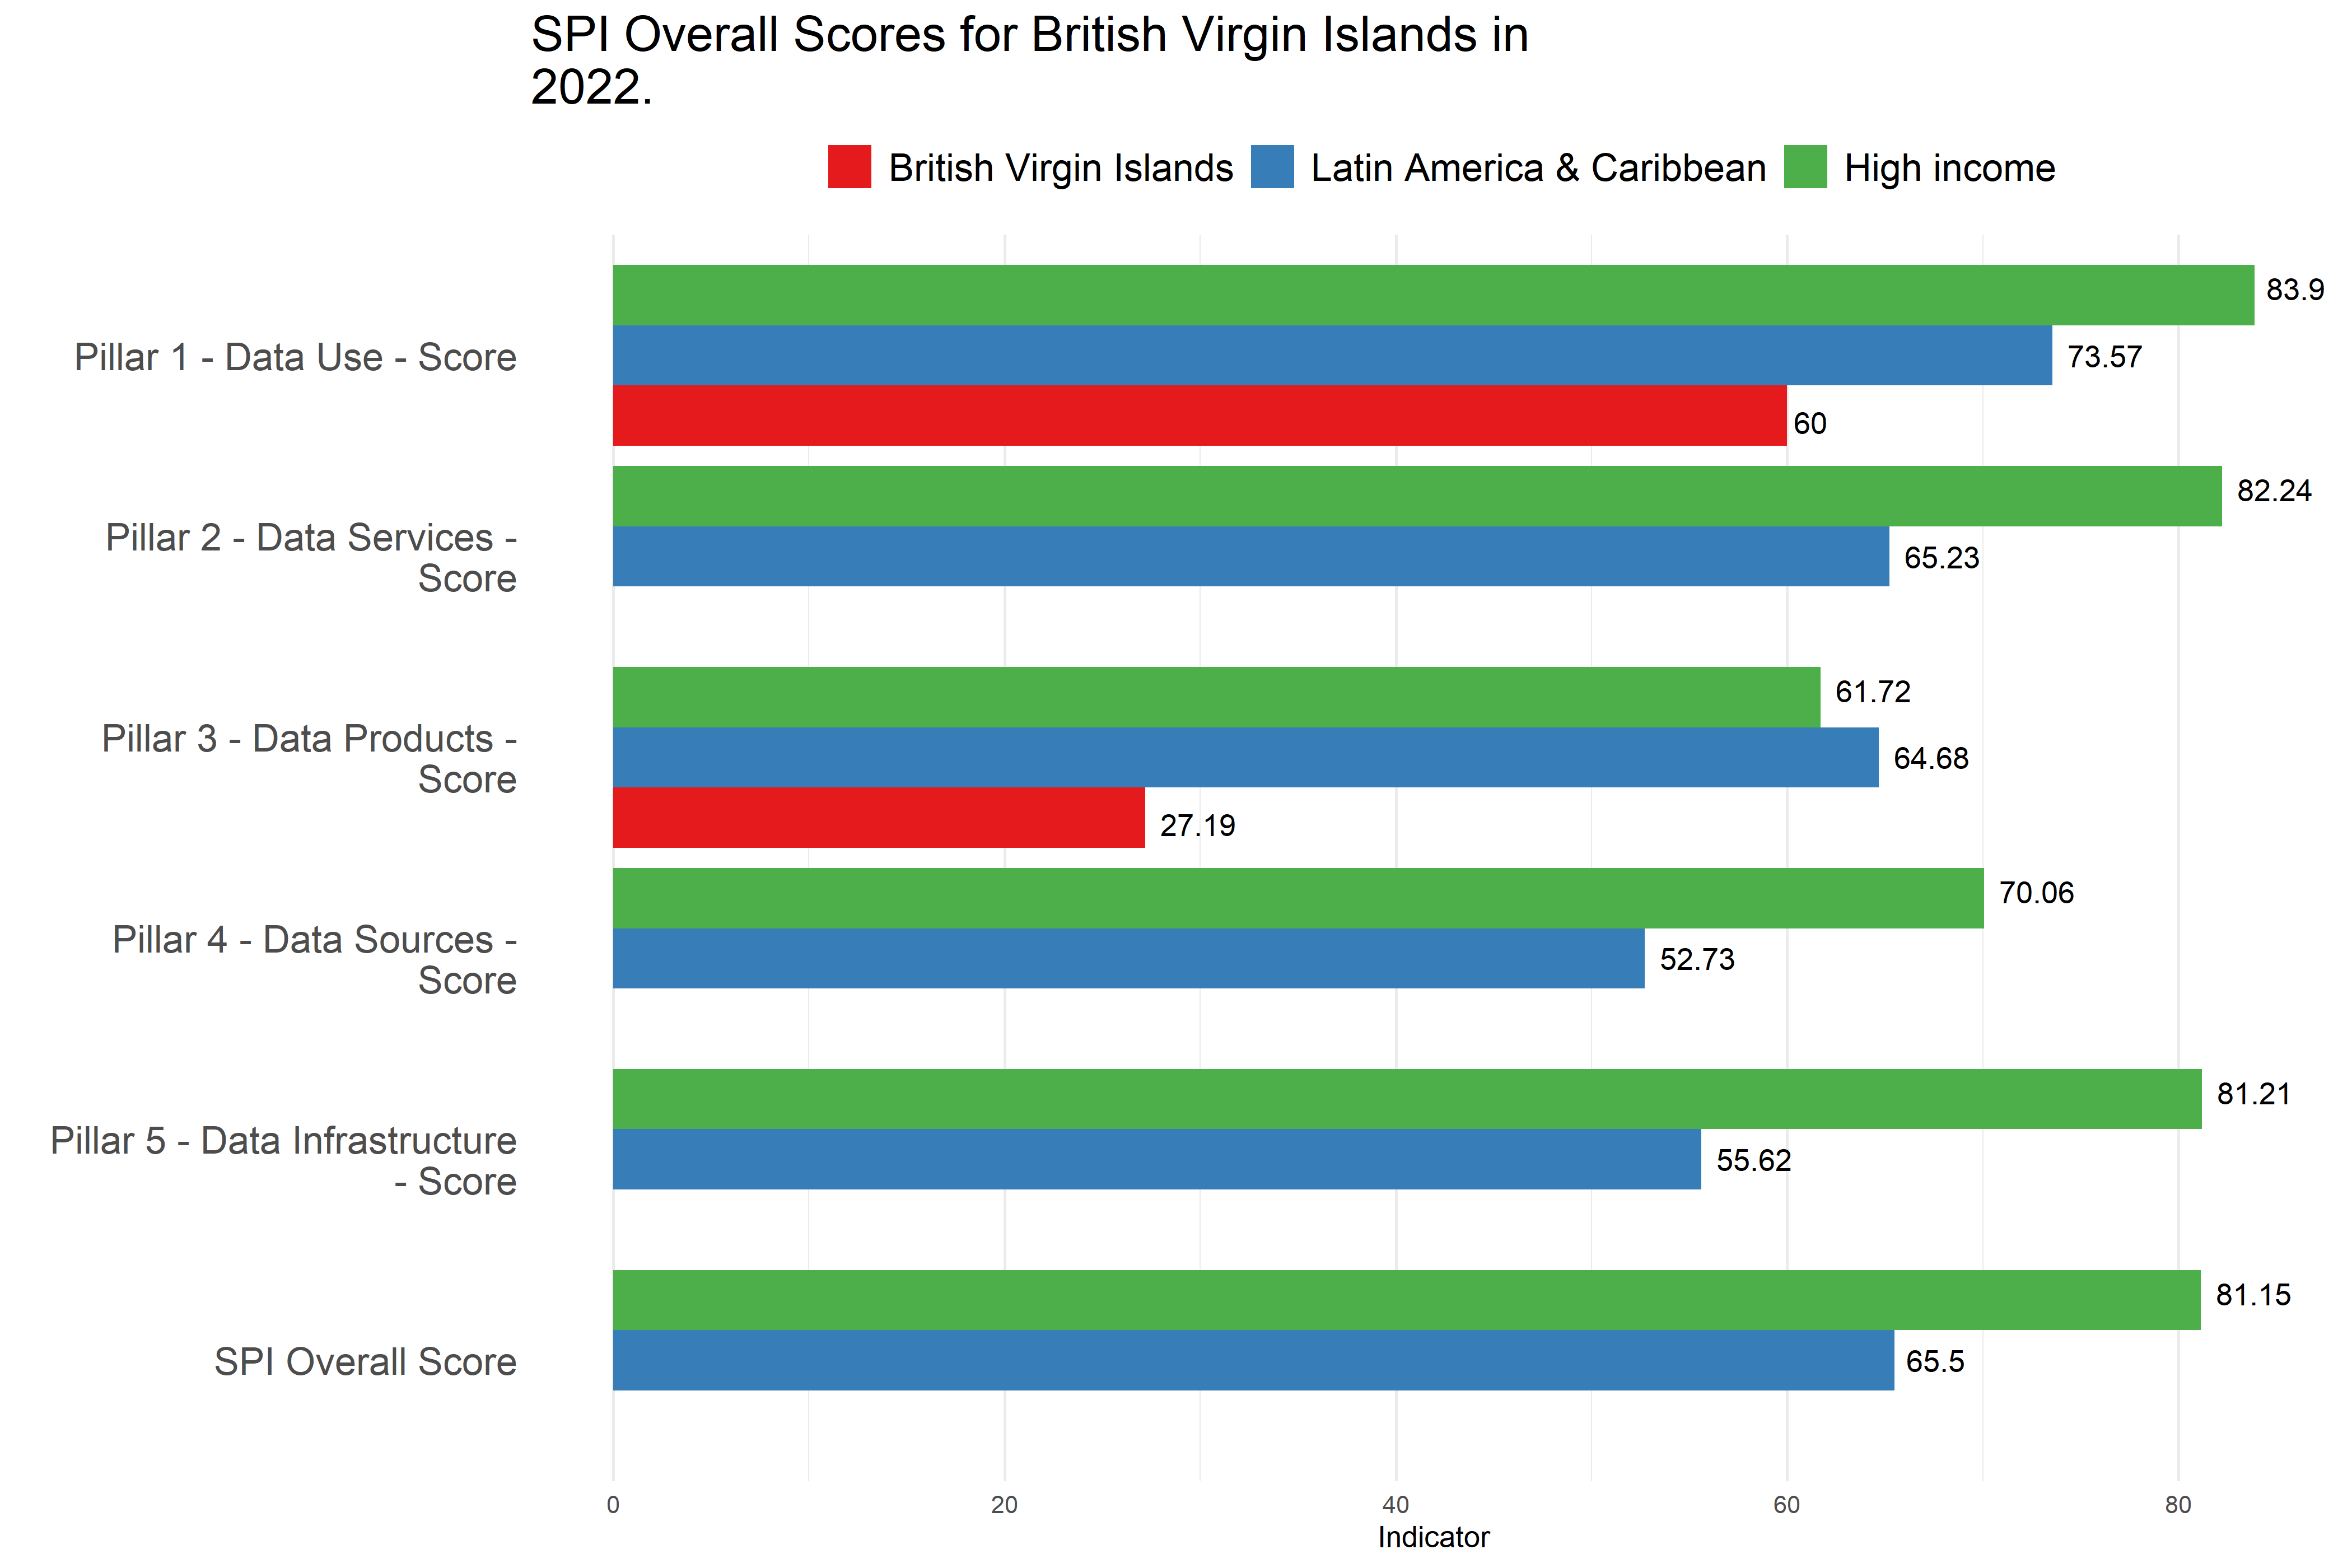 SPI Overall Scores for British Virgin Islands in
2022.
British Virgin Islands Latin America & Caribbean High income
Pillar 1 - Data Use - Score
83.9
73.57
60
Pillar 2 - Data Services -
Score
82.24
65.23
Pillar 3 - Data Products -
Score
61.72
64.68
27.19
Pillar 4 - Data Sources -
Score
70.06
52.73
Pillar 5 - Data Infrastructure
- Score
81.21
55.62
SPI Overall Score
81.15
65.5
0 20 40 60 80
Indicator